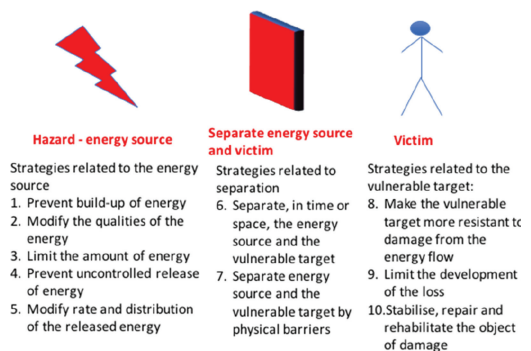 Hazard - energy source
Strategies related to the energy
source
1. Prevent build-up of energy
2. Modify the qualities of the
energy
3. Limit the amount of energy
4. Prevent uncontrolled release
of energy
5. Modify rate and distribution
of the released energy
Separate energy source
and victim
Strategies related to
separation
6. Separate, in time or
space, the energy
source and the
vulnerable target
7. Separate energy
source and the
vulnerable target by
physical barriers
Victim
Strategies related to the
vulnerable target:
8. Make the vulnerable
target more resistant to
damage from the
energy flow
9. Limit the development
of the loss
10.Stabilise, repair and
rehabilitate the object
of damage